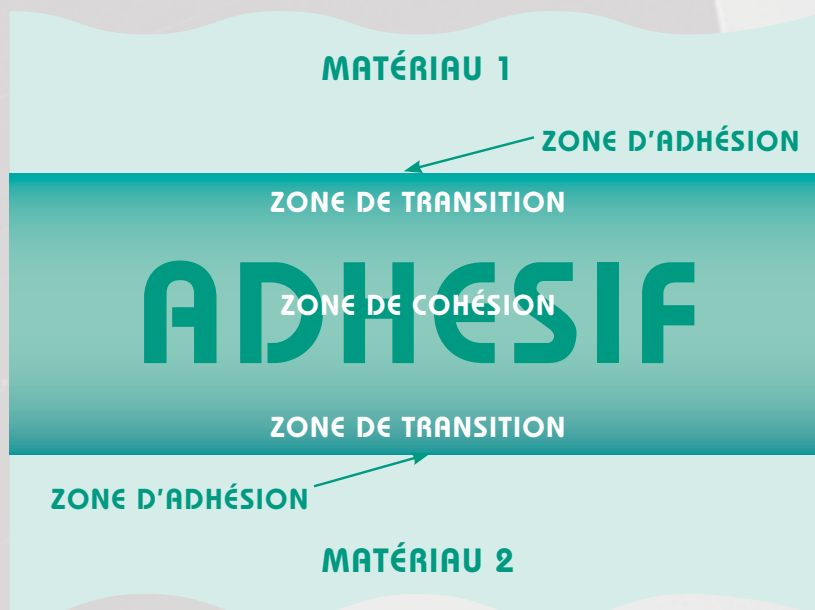 MATÉRIAU 1
ZONE D'ADHÉSION
ZONE DE TRANSITION
ADHESIF
ZONE DE COHÉSION
ZONE DE TRANSITION
ZONE D'ADHÉSION
MATÉRIAU 2